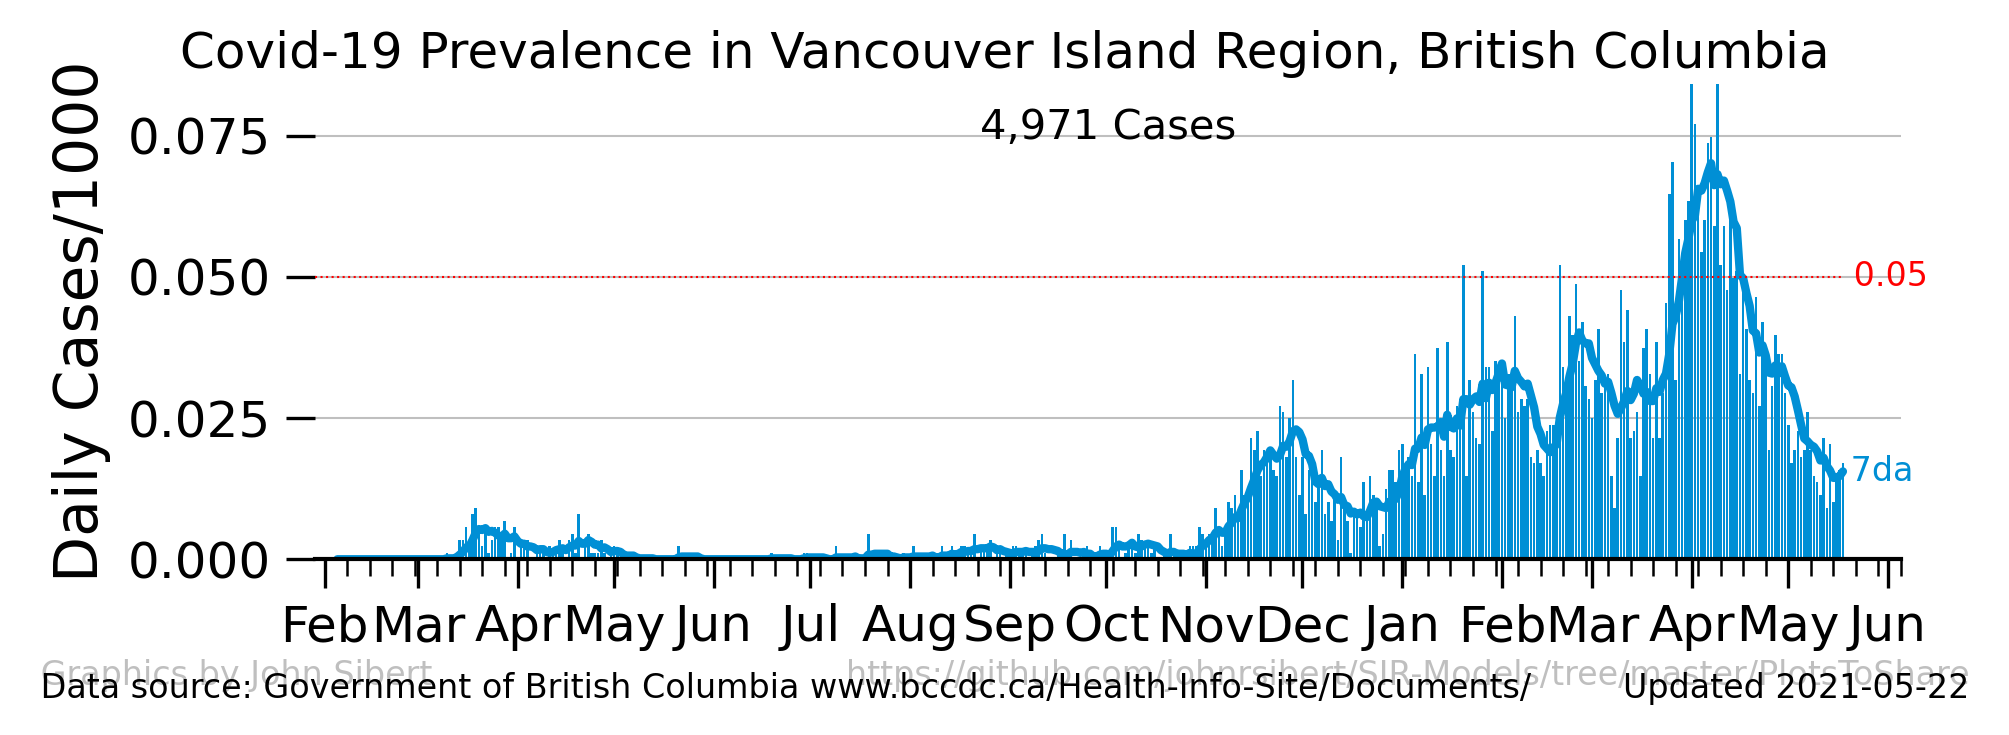 Covid-19 Prevalence in Vancouver Island Region, British Columbia
4,971 Cases
Daily Cases/1000
0.075
0.050
0.025
0.000
0.05
7da
Feb Mar Apr May Jun Jul Aug Sep Oct Nov Dec Jan Feb Mar Apr May Jun
Graphics by John Sibert https://github.com/johnrsibert/SIR-Models/tree/master/PlotsToShare
Data source: Government of British Columbia www.bccdc.ca/Health-Info-Site/Documents/ Updated 2021-05-22